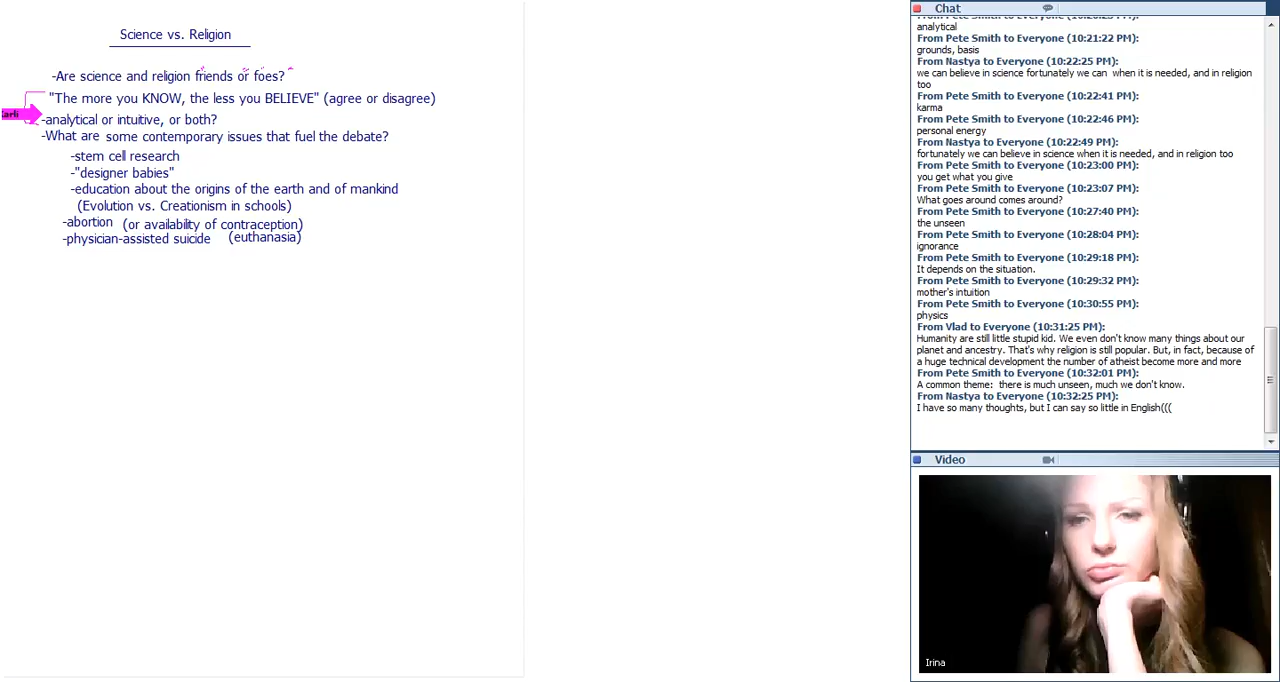 Science vs. Religion
-Are science and religion friends or foes?
"The more you KNOW, the less you BELIEVE" (agree or disagree)
-analytical or intuitive, or both?
-What are some contemporary issues that fuel the debate?
-stem cell research
-"designer babies"
-education about the origins of the earth and of mankind
(Evolution vs. Creationism in schools)
-abortion (or availability of contraception)
-physician-assisted suicide (euthanasia)
Chat
analytical
From Pete Smith to Everyone (10:21:22 PM):
grounds, basis
From Nastya to Everyone (10:22:25 PM):
we can believe in science fortunately we can when it is needed, and in religion
too
From Pete Smith to Everyone (10:22:41 PM):
karma
From Pete Smith to Everyone (10:22:46 PM):
personal energy
From Nastya to Everyone (10:22:49 PM):
fortunately we can believe in science when it is needed, and in religion too
From Pete Smith to Everyone (10:23:00 PM):
you get what you give
From Pete Smith to Everyone (10:23:07 PM):
What goes around comes around?
From Pete Smith to Everyone (10:27:40 PM):
the unseen
From Pete Smith to Everyone (10:28:04 PM):
ignorance
From Pete Smith to Everyone (10:29:18 PM):
It depends on the situation.
From Pete Smith to Everyone (10:29:32 PM):
mother's intuition
From Pete Smith to Everyone (10:30:55 PM):
physics
From Vlad to Everyone (10:31:25 PM):
Humanity are still little stupid kid. We even don't know many things about our
planet and ancestry. That's why religion is still popular. But, in fact, because of
a huge technical development the number of atheist become more and more
From Pete Smith to Everyone (10:32:01 PM):
A common theme: there is much unseen, much we don't know.
From Nastya to Everyone (10:32:25 PM):
I have so many thoughts, but I can say so little in English(((
Video
Irina